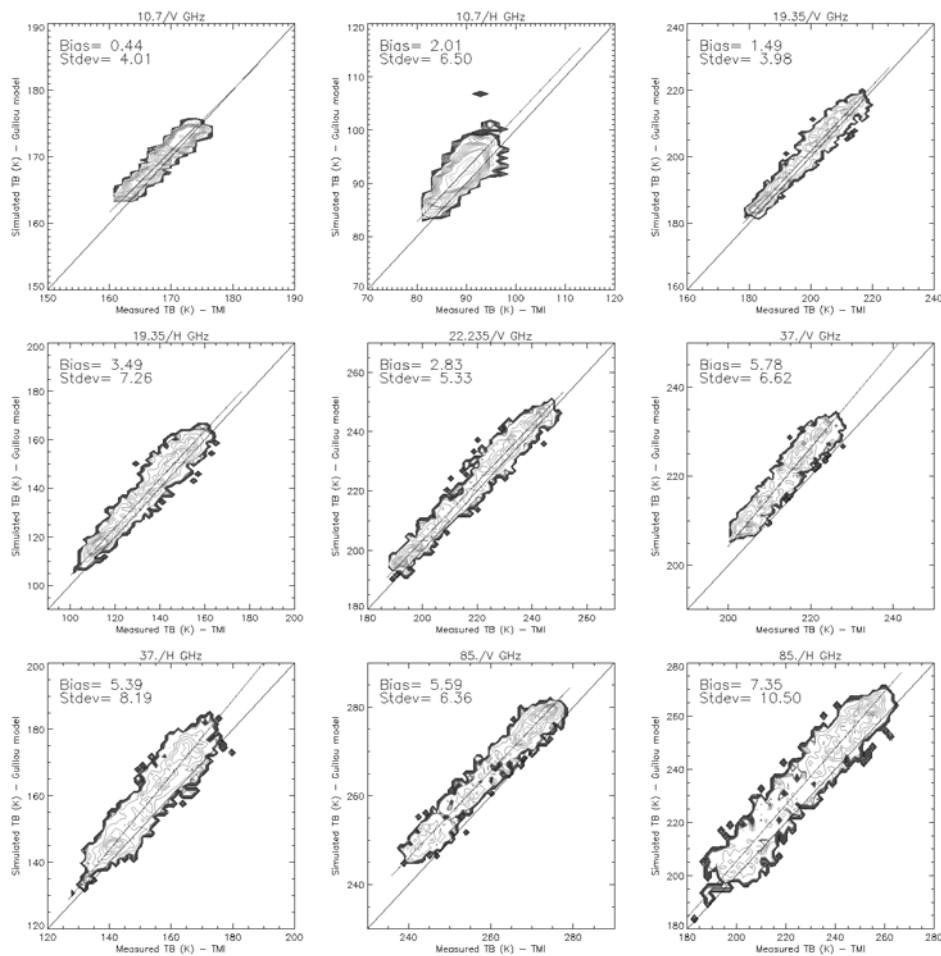 10.7/V GHz
Bias= 0.44
Stdev= 4.01
190
180
170
160
150
Simulated TB (K) - Guillou model
150 160 170 180 190
Measured TB (K) - TMI
10.7/H GHz
Bias= 2.01
Stdev= 6.50
120
110
100
90
80
70
Simulated TB (K) - Guillou model
70 80 90 100 110 120
Measured TB (K) - TMI
19.35/V GHz
Bias= 1.49
Stdev= 3.98
240
220
200
180
160
Simulated TB (K) - Guillou model
160 180 200 220 240
Measured TB (K) - TMI
19.35/H GHz
Bias= 3.49
Stdev= 7.26
200
180
160
140
120
100
Simulated TB (K) - Guillou model
100 120 140 160 180 200
Measured TB (K) - TMI
22.235/V GHz
Bias= 2.83
Stdev= 5.33
260
240
220
200
180
Simulated TB (K) - Guillou model
180 200 220 240 260
Measured TB (K) - TMI
37./V GHz
Bias= 5.78
Stdev= 6.62
240
220
200
Simulated TB (K) - Guillou model
200 220 240
Measured TB (K) - TMI
37./H GHz
Bias= 5.39
Stdev= 8.19
200
180
160
140
120
Simulated TB (K) - Guillou model
120 140 160 180 200
Measured TB (K) - TMI
85./V GHz
Bias= 5.59
Stdev= 6.36
280
260
240
Simulated TB (K) - Guillou model
240 260 280
Measured TB (K) - TMI
85./H GHz
Bias= 7.35
Stdev= 10.50
280
260
240
220
200
180
Simulated TB (K) - Guillou model
180 200 220 240 260 280
Measured TB (K) - TMI